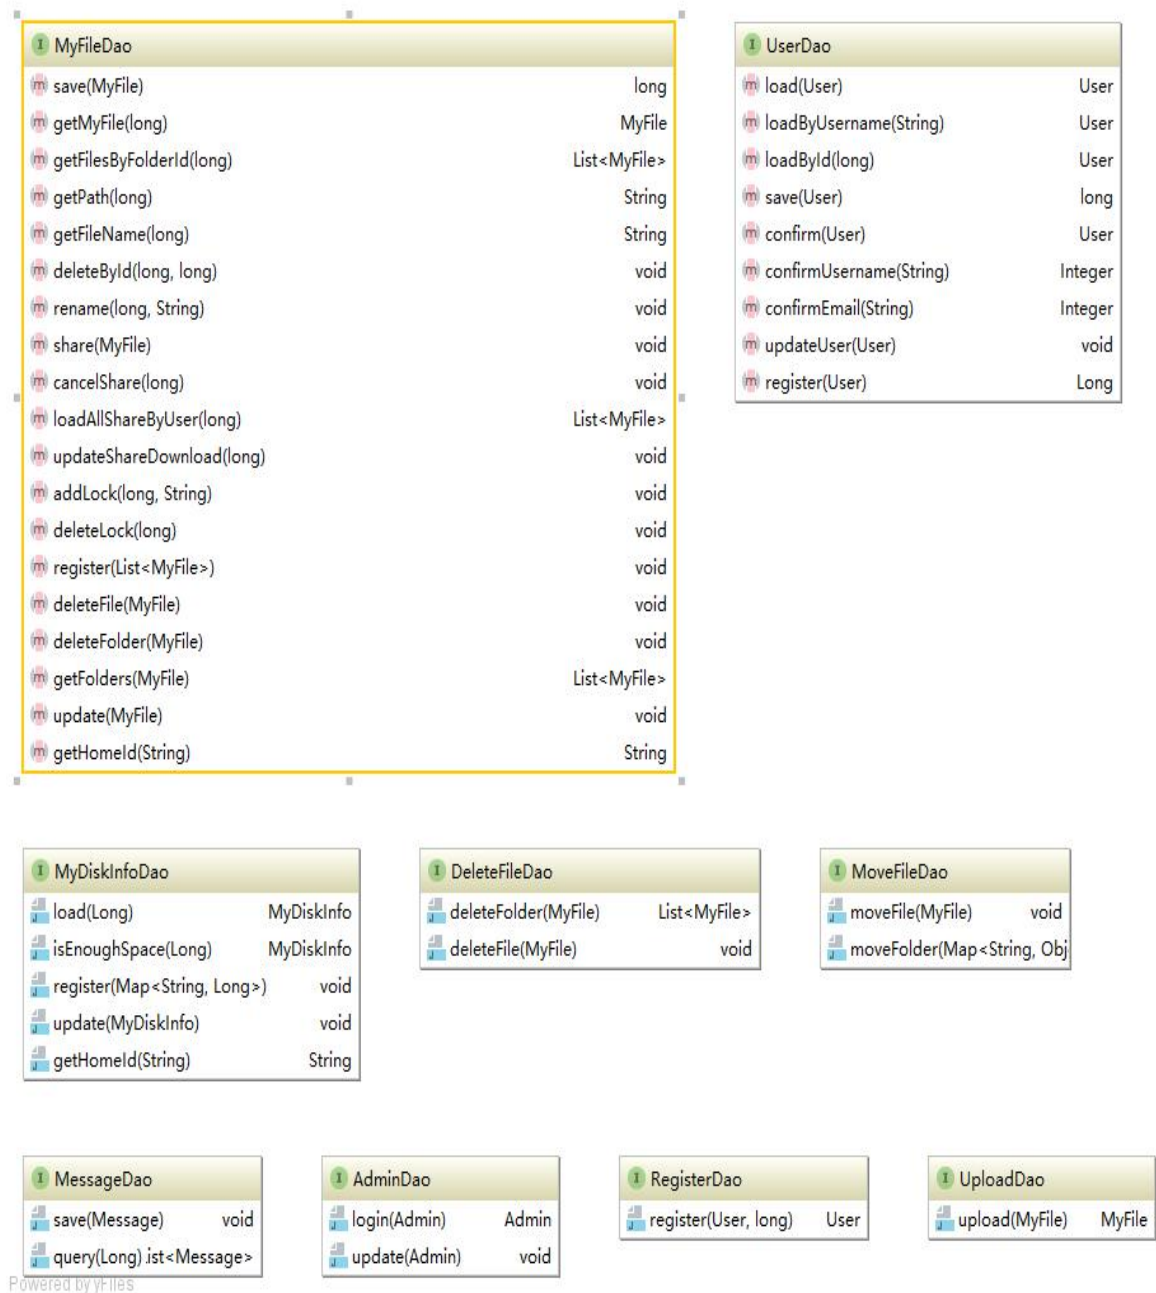 I MyFileDao
m save(MyFile) long
m getMyFile(long) MyFile
m getFilesByFolderId(long) List<MyFile>
m getPath(long) String
m getFileName(long) String
m deleteById(long, long) void
m rename(long, String) void
m share(MyFile) void
m cancelShare(long) void
m loadAllShareByUser(long) List<MyFile>
m updateShareDownload(long) void
m addLock(long, String) void
m deleteLock(long) void
m register(List<MyFile>) void
m deleteFile(MyFile) void
m deleteFolder(MyFile) void
m getFolders(MyFile) List<MyFile>
m update(MyFile) void
m getHomeId(String) String
I UserDao
m load(User) User
m loadByUsername(String) User
m loadById(long) User
m save(User) long
m confirm(User) User
m confirmUsername(String) Integer
m confirmEmail(String) Integer
m updateUser(User) void
m register(User) Long
I MyDiskInfoDao
load(Long) MyDiskInfo
isEnoughSpace(Long) MyDiskInfo
register(Map<String, Long>) void
update(MyDiskInfo) void
getHomeId(String) String
I DeleteFileDao
deleteFolder(MyFile) List<MyFile>
deleteFile(MyFile) void
I MoveFileDao
moveFile(MyFile) void
moveFolder(Map<String, Obj
I MessageDao
save(Message) void
query(Long) ist<Message>
I AdminDao
login(Admin) Admin
update(Admin) void
I RegisterDao
register(User, long) User
I UploadDao
upload(MyFile) MyFile
Powered by yFiles